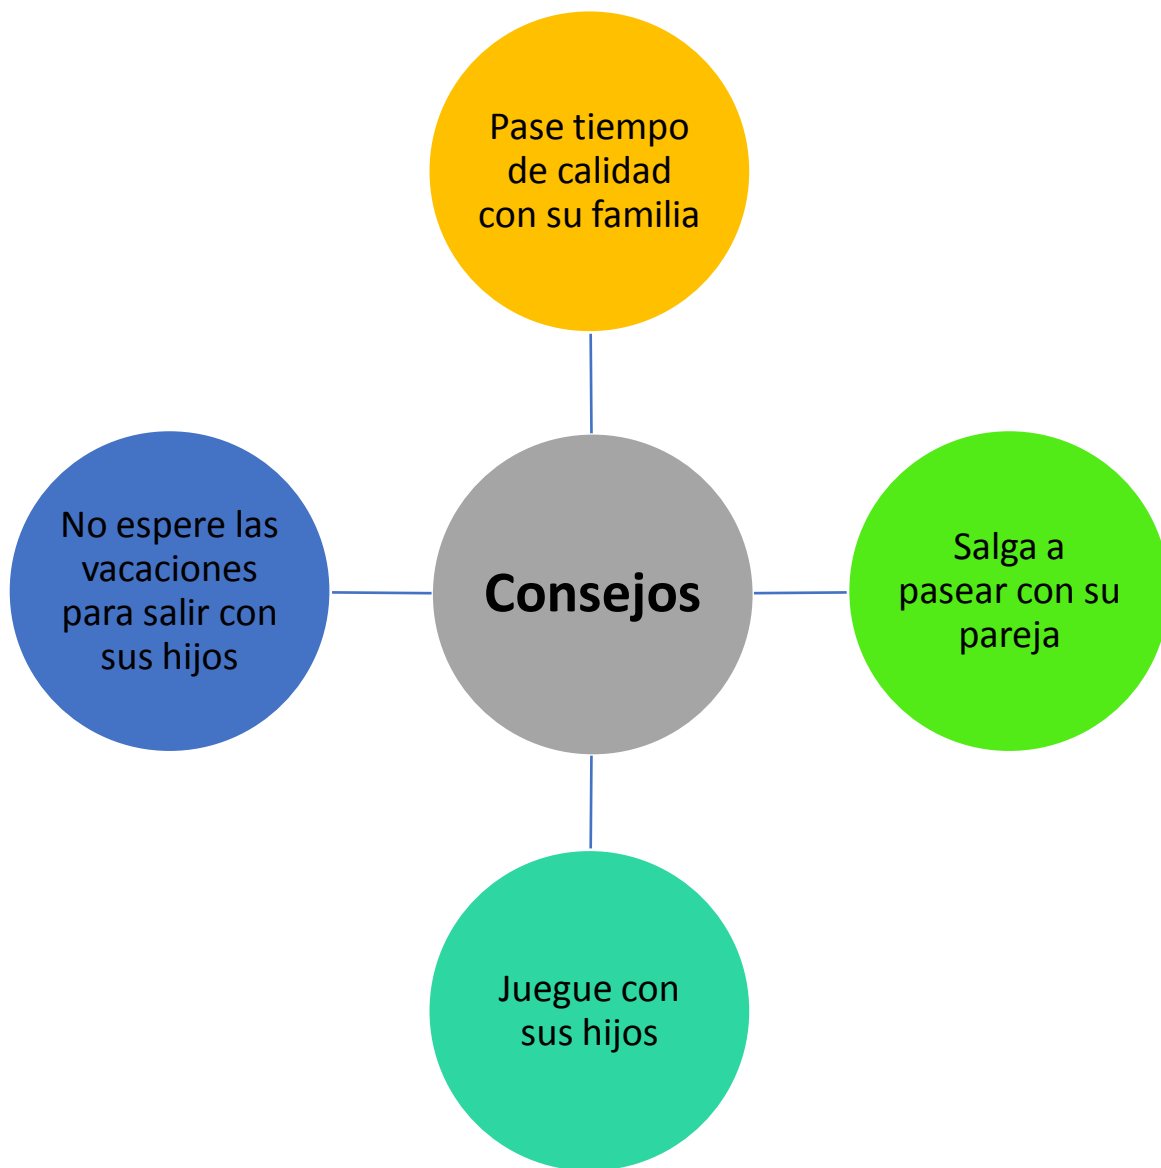 Pase tiempo
de calidad
con su familia
No espere las
vacaciones
para salir con
sus hijos
Consejos
Salga a
pasear con su
pareja
Juegue con
sus hijos